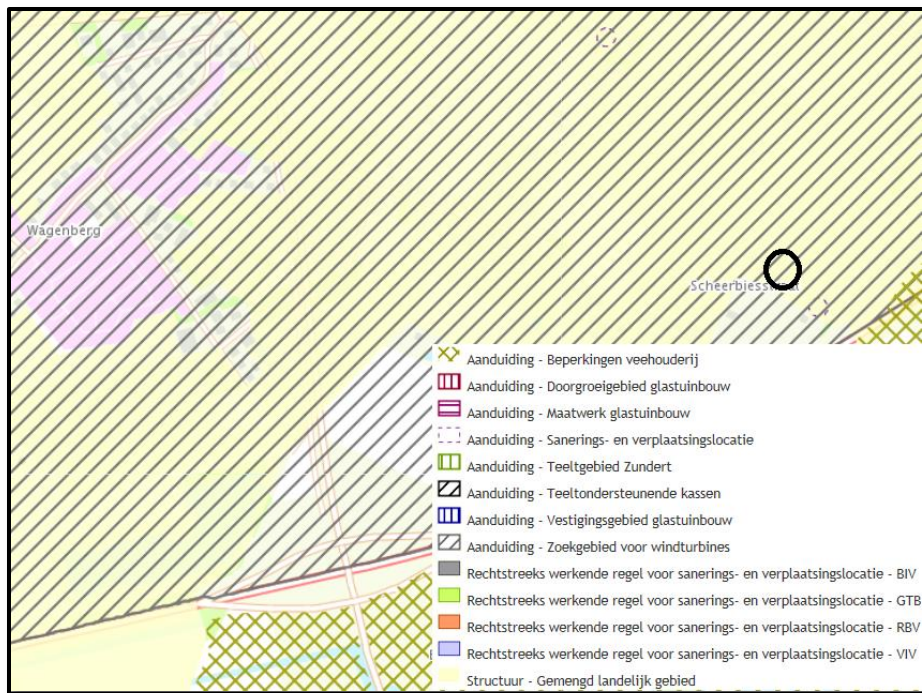 Wagenberg
Scheerbiesstraat
Aanduiding - Beperkingen veehouderij
Aanduiding - Doorgroeigebied glastuinbouw
Aanduiding - Maatwerk glastuinbouw
Aanduiding - Sanerings- en verplaatsingslocatie
Aanduiding - Teeltgebied Zundert
Aanduiding - Teeltondersteunende kassen
Aanduiding - Vestigingsgebied glastuinbouw
Aanduiding - Zoekgebied voor windturbines
Rechtstreeks werkende regel voor sanerings- en verplaatsingslocatie - BIV
Rechtstreeks werkende regel voor sanerings- en verplaatsingslocatie - GTB
Rechtstreeks werkende regel voor sanerings- en verplaatsingslocatie - RBV
Rechtstreeks werkende regel voor sanerings- en verplaatsingslocatie - VIV
Structuur - Gemengd landelijk gebied